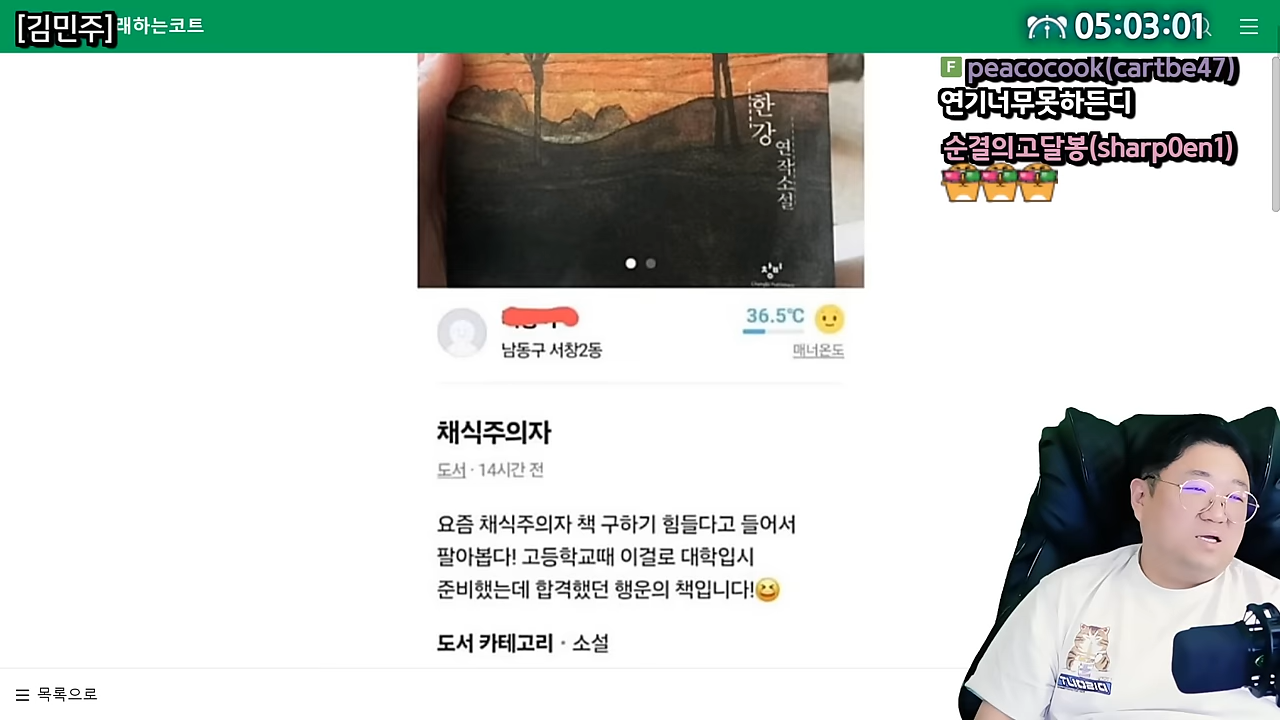 [김민주]
래하는코트
05:03:01
F peacocook(cartbe47)
연기너무못하든디
순결의고달봉(sharp0en1)
한강
연작소설
창비
남동구 서창2동
36.5℃
매너온도
채식주의자
도서 · 14시간 전
요즘 채식주의자 책 구하기 힘들다고 들어서
팔아봅다! 고등학교때 이걸로 대학입시
준비했는데 합격했던 행운의 책입니다!😆
도서 카테고리 · 소설
목록으로